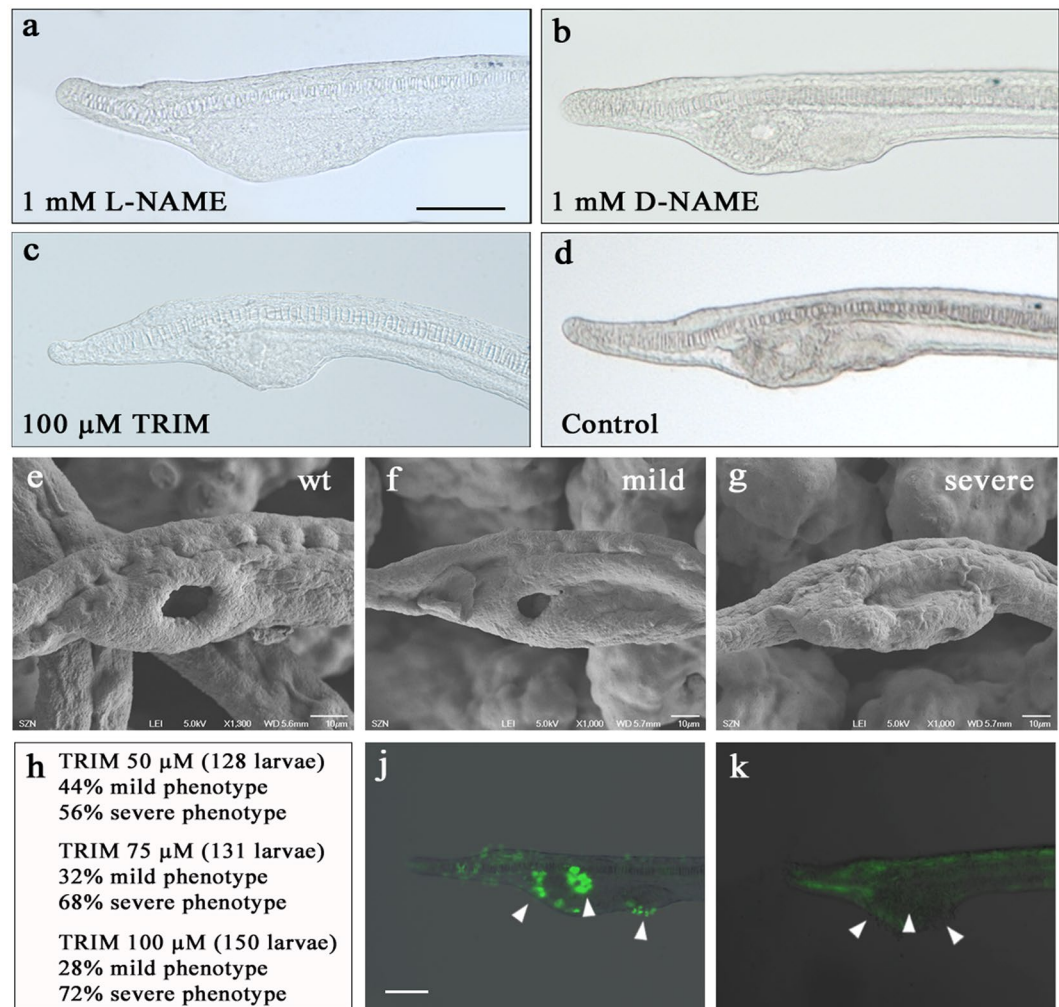 a
1 mM L-NAME
b
1 mM D-NAME
c
100 μM TRIM
d
Control
e
wt
SZN LEI 5.0kV X1,300 WD 5.6mm 10μm
f
mild
SZN LEI 5.0kV X1,000 WD 5.7mm 10μm
g
severe
SZN LEI 5.0kV X1,000 WD 5.7mm 10μm
h
TRIM 50 μM (128 larvae)
44% mild phenotype
56% severe phenotype
TRIM 75 μM (131 larvae)
32% mild phenotype
68% severe phenotype
TRIM 100 μM (150 larvae)
28% mild phenotype
72% severe phenotype
j
k